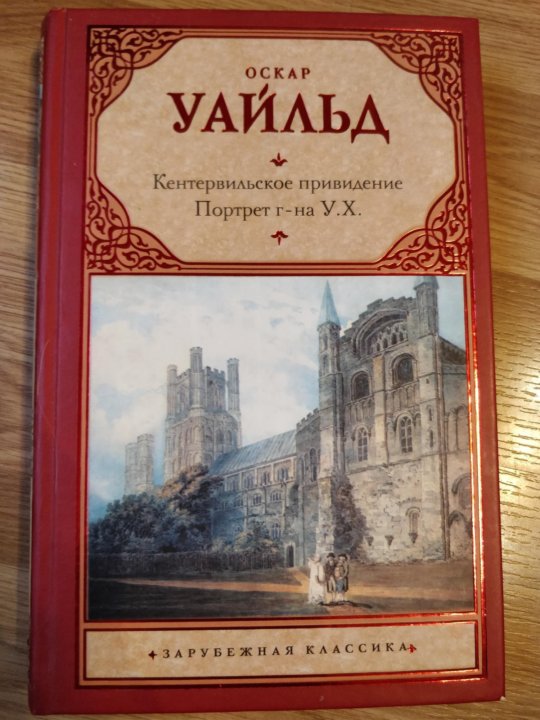 ОСКАР
УАЙЛЬД
Кентервильское привидение
Портрет г-на У.Х.
ЗАРУБЕЖНАЯ КЛАССИКА